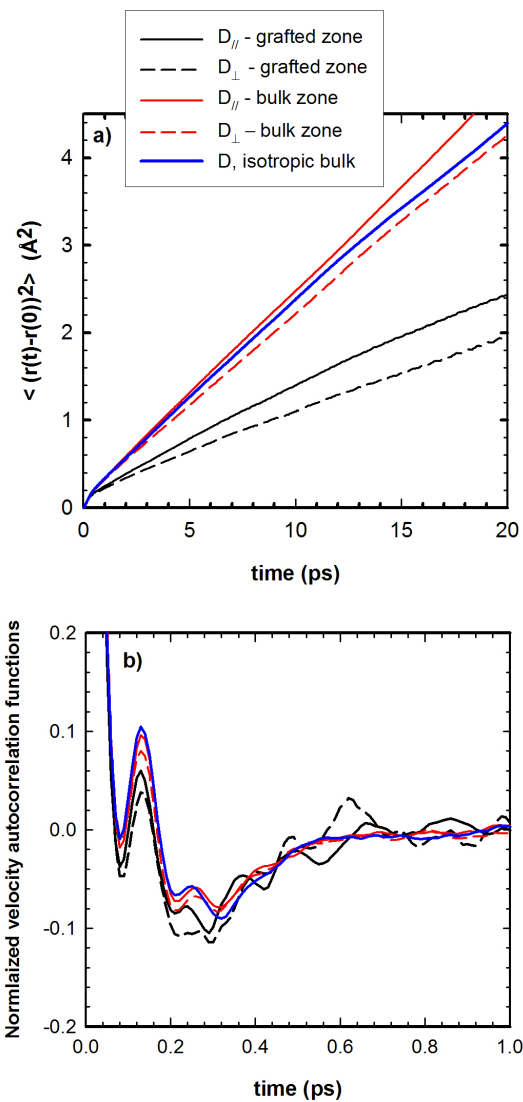 D// - grafted zone
D⊥ - grafted zone
D// - bulk zone
D⊥ – bulk zone
D, isotropic bulk
a)
4
3
2
1
0
< (r(t)-r(0))2> (Å2)
0 5 10 15 20
time (ps)
b)
0.2
0.1
0.0
-0.1
-0.2
Normlaized velocity autocorrelation functions
0.0 0.2 0.4 0.6 0.8 1.0
time (ps)